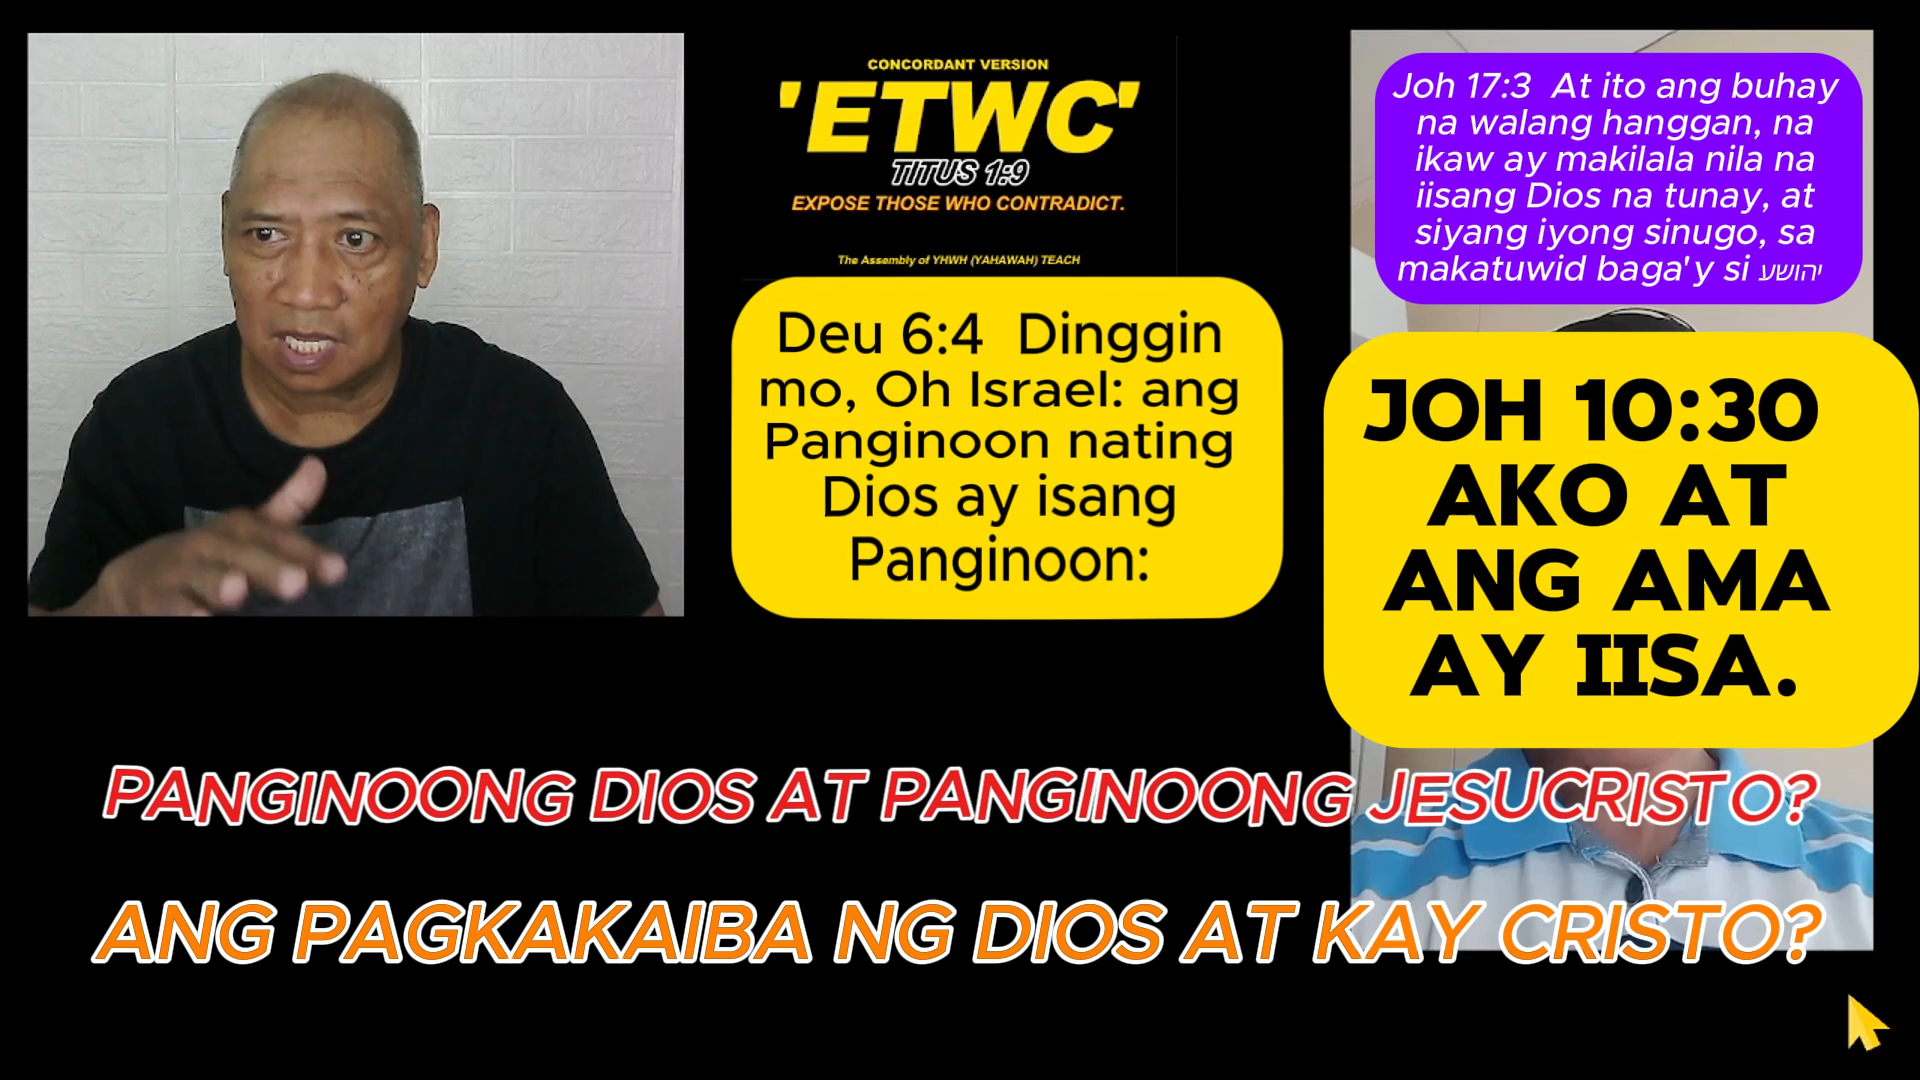 CONCORDANT VERSION
'ETWC'
TITUS 1:9
EXPOSE THOSE WHO CONTRADICT.
The Assembly of YHWH (YAHAWAH) TEACH
Deu 6:4 Dinggin
mo, Oh Israel: ang
Panginoon nating
Dios ay isang
Panginoon:
Joh 17:3 At ito ang buhay
na walang hanggan, na
ikaw ay makilala nila na
iisang Dios na tunay, at
siyang iyong sinugo, sa
makatuwid baga'y si יהושע
JOH 10:30
AKO AT
ANG AMA
AY IISA.
PANGINOONG DIOS AT PANGINOONG JESUCRISTO?
ANG PAGKAKAIBA NG DIOS AT KAY CRISTO?